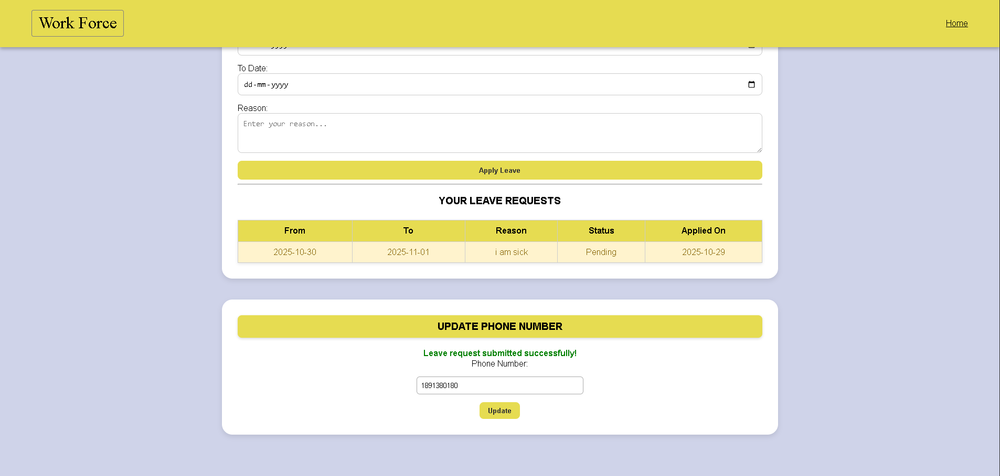 Work Force
Home
To Date:
dd-mm-yyyy
Reason:
Enter your reason...
Apply Leave
YOUR LEAVE REQUESTS
From To Reason Status Applied On
2025-10-30 2025-11-01 i am sick Pending 2025-10-29
UPDATE PHONE NUMBER
Leave request submitted successfully!
Phone Number:
1891380180
Update